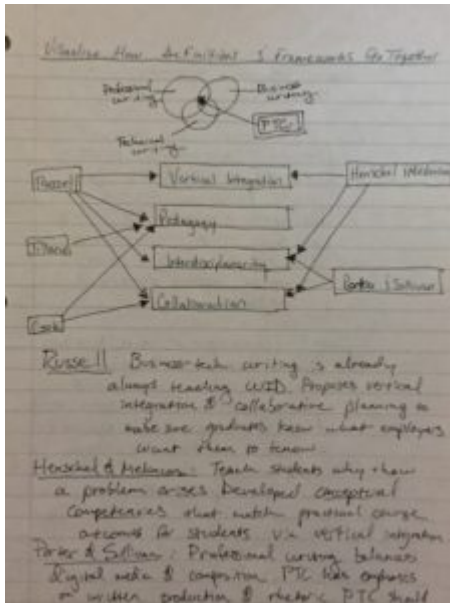 Visualize How Definitions & Frameworks Go Together
Professional
writing
Business
writing
PTC
Technical
writing
Russell
Vertical Integration
Henschel & Melonçon
Pedagogy
Interdisciplinarity
Porter & Sullivan
Cook
Collaboration
Russell Business-tech writing is already
always teaching WID. Proposes vertical
integration & collaborative planning to
make sure graduates know what employers
want them to know.
Henschel & Melonçon: Teach students why & how
a problem arises. Developed conceptual
competencies that match practical course
outcomes for students via vertical integration
Porter & Sullivan: Professional writing balances
digital media & composition. PTC emphasis
on written production & rhetoric. PTC should